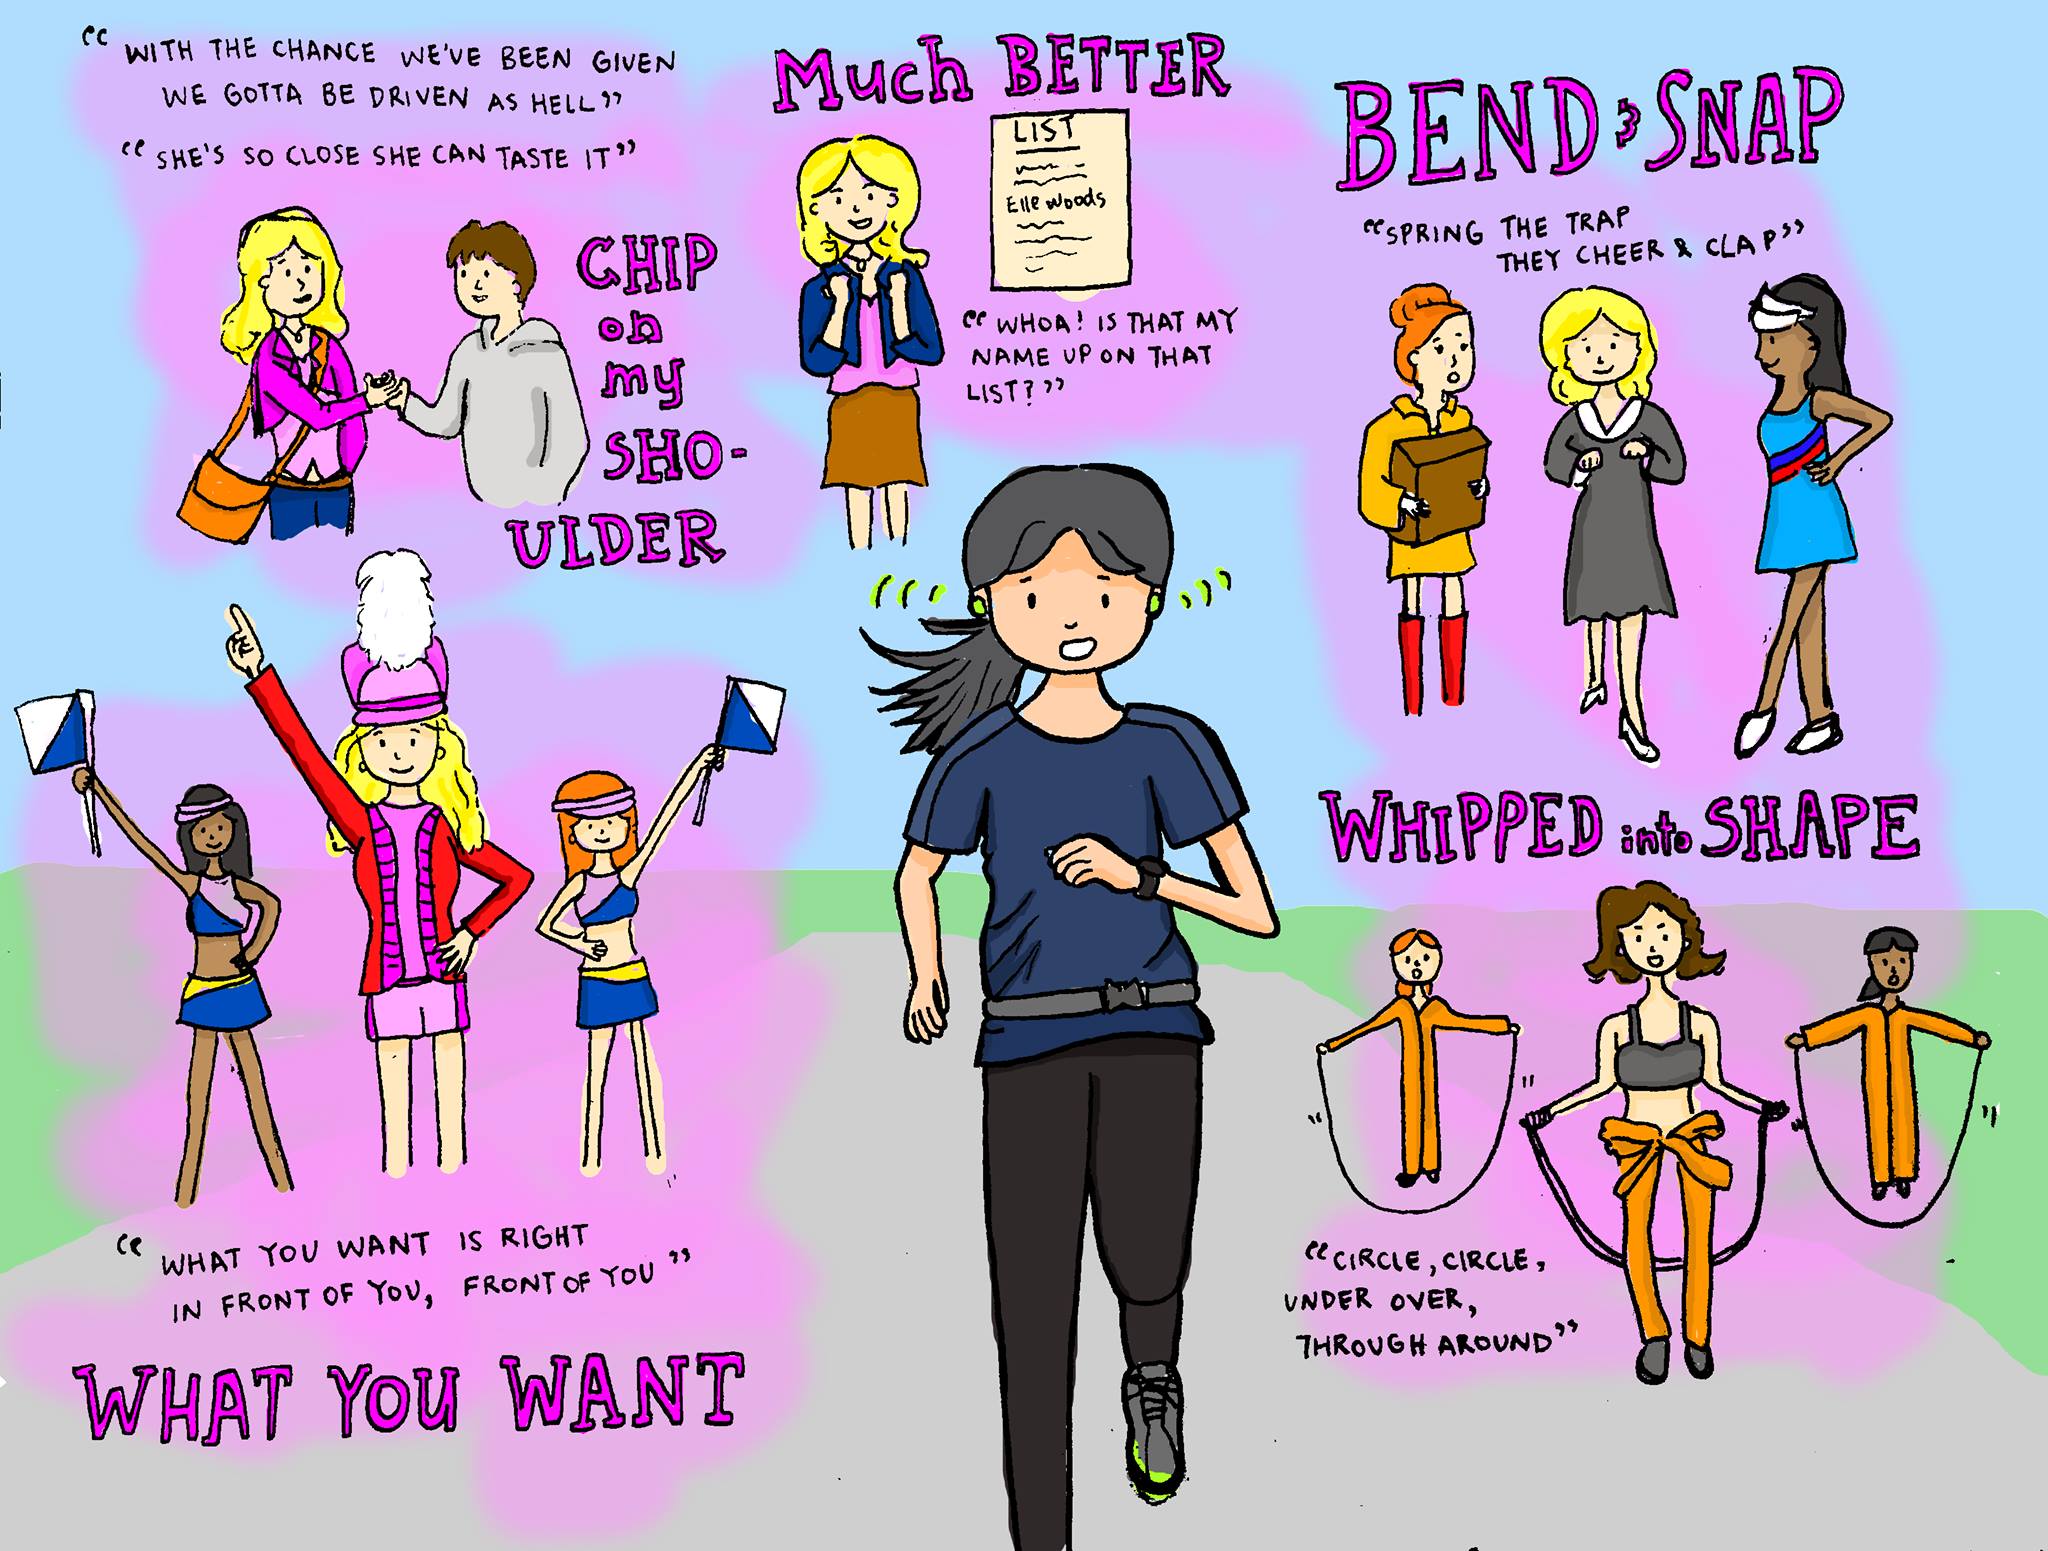 “WITH THE CHANCE WE'VE BEEN GIVEN
WE GOTTA BE DRIVEN AS HELL”
“SHE'S SO CLOSE SHE CAN TASTE IT”
CHIP
on
my
SHO-
ULDER
Much BETTER
LIST
Elle Woods
“WHOA! IS THAT MY
NAME UP ON THAT
LIST?”
BEND & SNAP
“SPRING THE TRAP
THEY CHEER & CLAP”
WHIPPED into SHAPE
“CIRCLE, CIRCLE,
UNDER OVER,
THROUGH AROUND”
“WHAT YOU WANT IS RIGHT
IN FRONT OF YOU, FRONT OF YOU”
WHAT YOU WANT